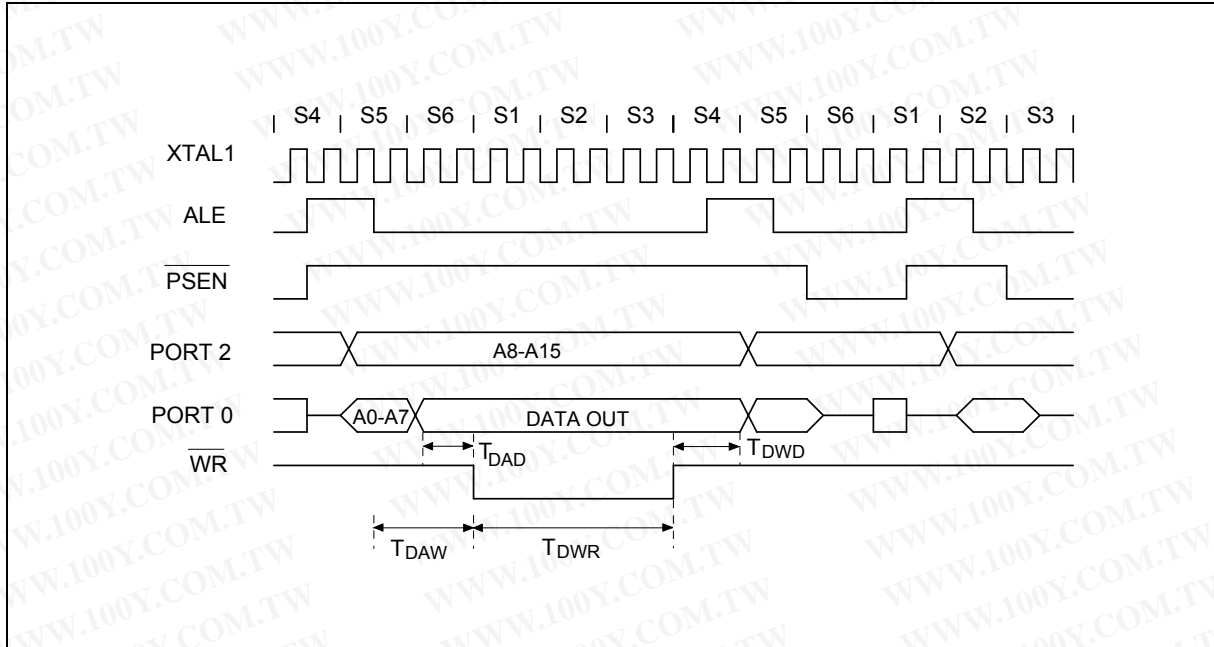 S4 S5 S6 S1 S2 S3 S4 S5 S6 S1 S2 S3
XTAL1
ALE
PSEN
PORT 2 A8-A15
PORT 0 A0-A7 DATA OUT
WR TDAD TDWD
TDAW TDWR
WWW.100Y.COM.TW